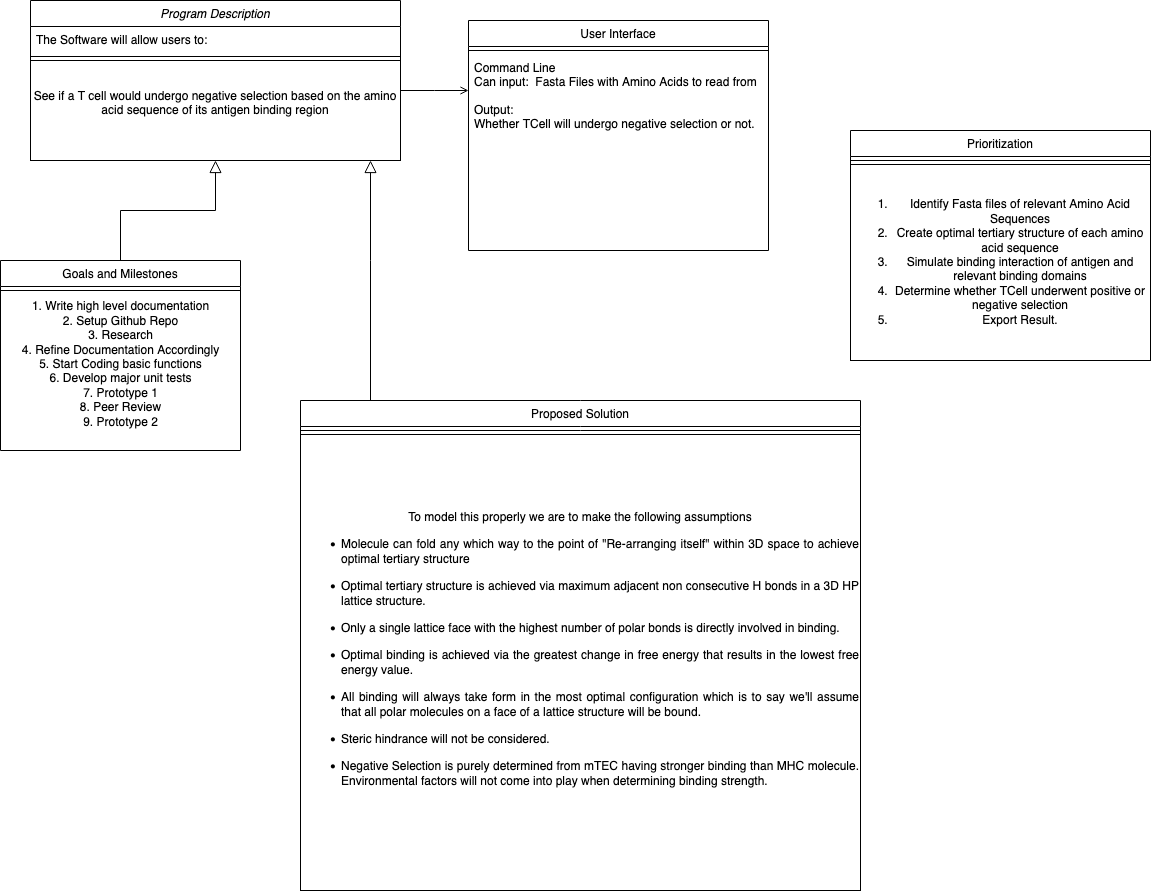 Program Description
The Software will allow users to:
See if a T cell would undergo negative selection based on the amino
acid sequence of its antigen binding region
User Interface
Command Line
Can input:  Fasta Files with Amino Acids to read from
Output:
Whether TCell will undergo negative selection or not.
Prioritization
1. Identify Fasta files of relevant Amino Acid
Sequences
2. Create optimal tertiary structure of each amino
acid sequence
3. Simulate binding interaction of antigen and
relevant binding domains
4. Determine whether TCell underwent positive or
negative selection
5. Export Result.
Goals and Milestones
1. Write high level documentation
2. Setup Github Repo
3. Research
4. Refine Documentation Accordingly
5. Start Coding basic functions
6. Develop major unit tests
7. Prototype 1
8. Peer Review
9. Prototype 2
Proposed Solution
To model this properly we are to make the following assumptions
• Molecule can fold any which way to the point of "Re-arranging itself" within 3D space to achieve
optimal tertiary structure
• Optimal tertiary structure is achieved via maximum adjacent non consecutive H bonds in a 3D HP
lattice structure.
• Only a single lattice face with the highest number of polar bonds is directly involved in binding.
• Optimal binding is achieved via the greatest change in free energy that results in the lowest free
energy value.
• All binding will always take form in the most optimal configuration which is to say we'll assume
that all polar molecules on a face of a lattice structure will be bound.
• Steric hindrance will not be considered.
• Negative Selection is purely determined from mTEC having stronger binding than MHC molecule.
Environmental factors will not come into play when determining binding strength.